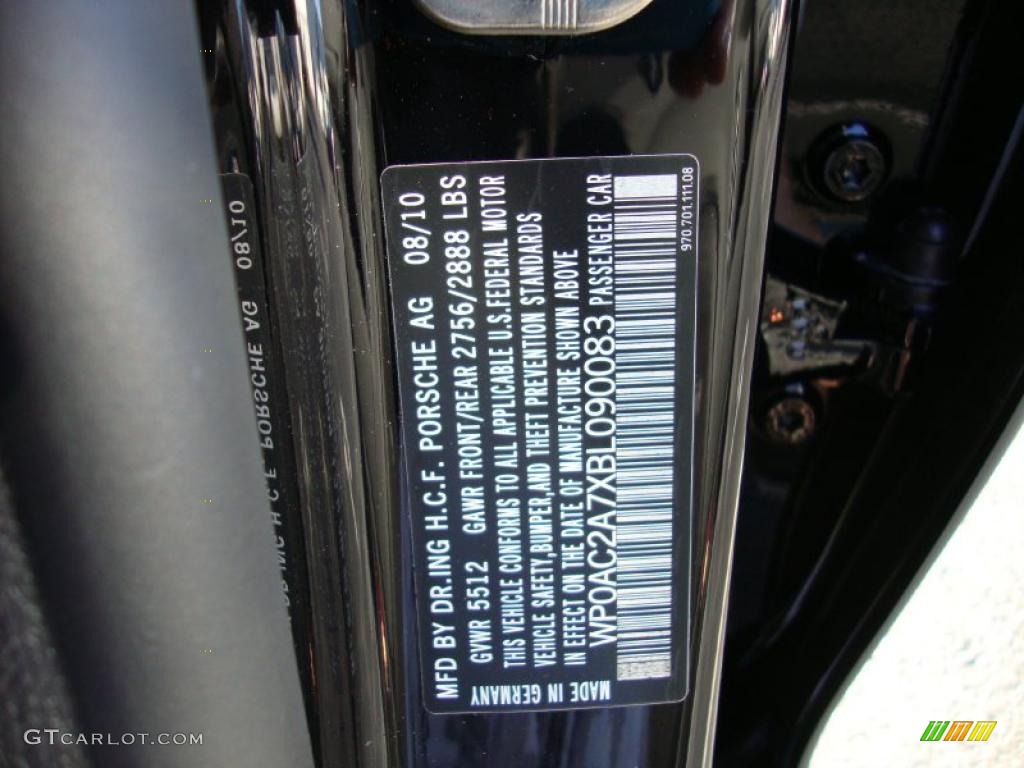 MFD BY DR.ING H.C.F. PORSCHE AG 08/10
GVWR 5512 GAWR FRONT/REAR 2756/2888 LBS
THIS VEHICLE CONFORMS TO ALL APPLICABLE U.S.FEDERAL MOTOR
VEHICLE SAFETY,BUMPER,AND THEFT PREVENTION STANDARDS
IN EFFECT ON THE DATE OF MANUFACTURE SHOWN ABOVE
WP0AC2A7XBL090083 PASSENGER CAR
MADE IN GERMANY
970.701.111.08
08/10
PORSCHE AG
GTCARLOT.COM